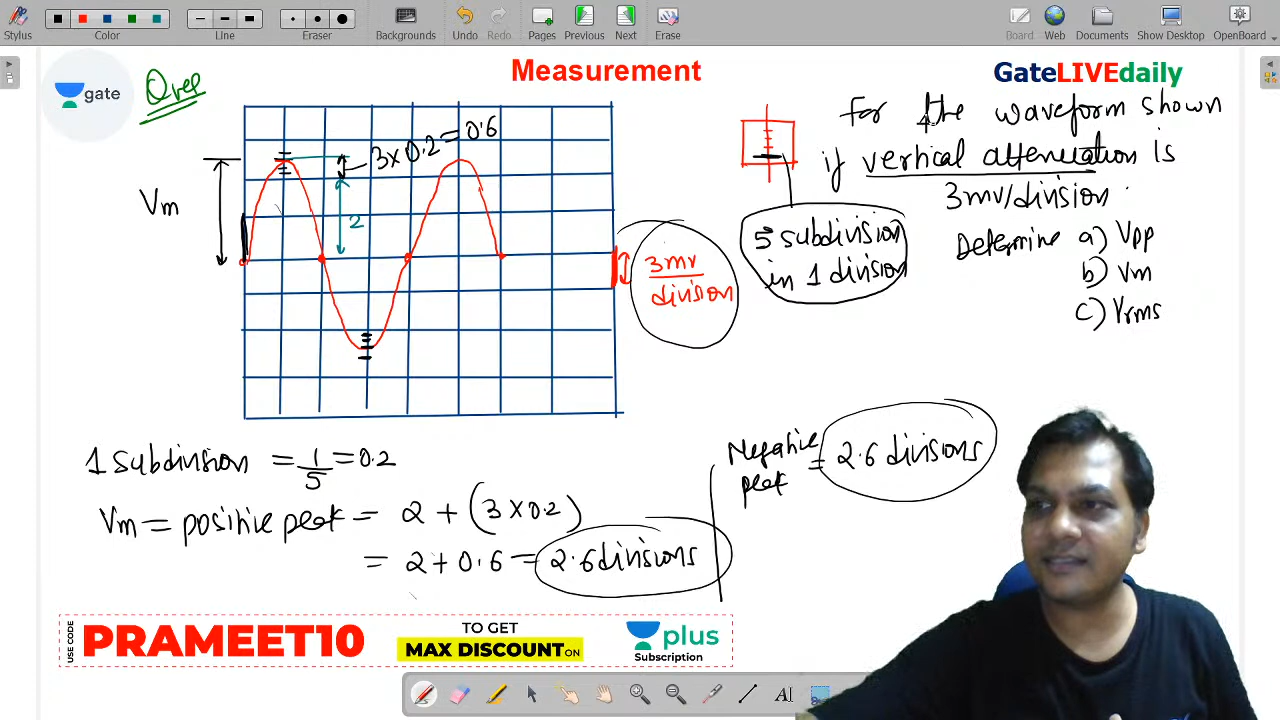 Stylus
Color
Line
Eraser
Backgrounds
Undo
Redo
Pages
Previous
Next
Erase
Board
Web
Documents
Show Desktop
OpenBoard
gate
Ques
Measurement
GateLIVEdaily
For the waveform shown
if vertical attenuation is
3mv/division.
Determine a) Vpp
b) Vm
c) Vrms
3x0.2=0.6
2
Vm
3mv
division
5 subdivision
in 1 division
1 Subdivision = 1/5 = 0.2
Vm = positive peak = 2 + (3 x 0.2)
= 2 + 0.6 = 2.6 divisions
Negative
peak = 2.6 divisions
USE CODE
PRAMEET10
TO GET
MAX DISCOUNT ON
plus
Subscription